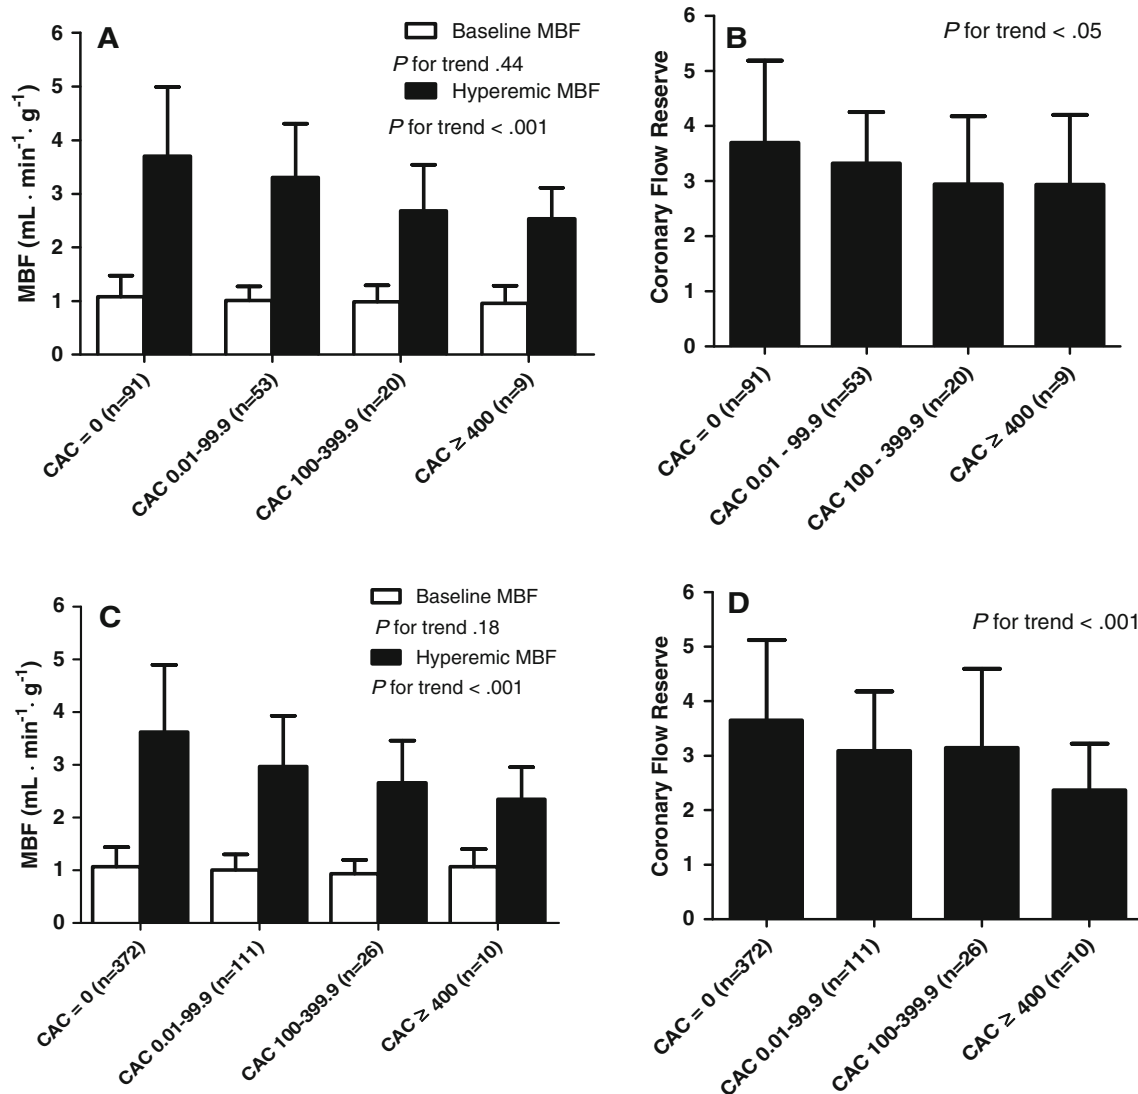 A
Baseline MBF
P for trend .44
Hyperemic MBF
P for trend < .001
MBF (mL · min⁻¹ · g⁻¹)
6
5
4
3
2
1
0
CAC = 0 (n=91)
CAC 0.01-99.9 (n=53)
CAC 100-399.9 (n=20)
CAC ≥ 400 (n=9)
B
P for trend < .05
Coronary Flow Reserve
6
5
4
3
2
1
0
CAC = 0 (n=91)
CAC 0.01 - 99.9 (n=53)
CAC 100 - 399.9 (n=20)
CAC ≥ 400 (n=9)
C
Baseline MBF
P for trend .18
Hyperemic MBF
P for trend < .001
MBF (mL · min⁻¹ · g⁻¹)
6
5
4
3
2
1
0
CAC = 0 (n=372)
CAC 0.01-99.9 (n=111)
CAC 100-399.9 (n=26)
CAC ≥ 400 (n=10)
D
P for trend < .001
Coronary Flow Reserve
6
5
4
3
2
1
0
CAC = 0 (n=372)
CAC 0.01-99.9 (n=111)
CAC 100-399.9 (n=26)
CAC ≥ 400 (n=10)